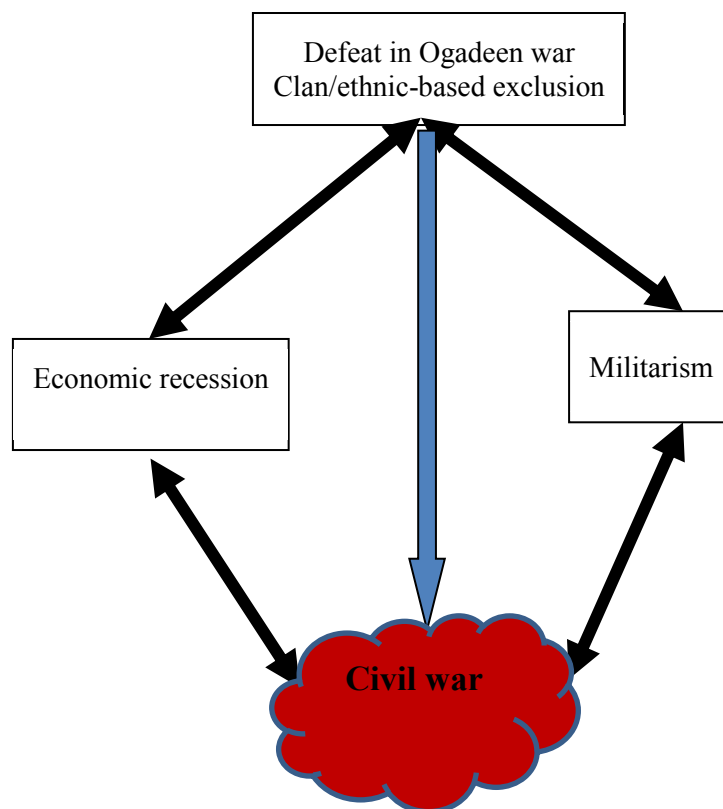 Defeat in Ogadeen war
Clan/ethnic-based exclusion
Economic recession
Militarism
Civil war